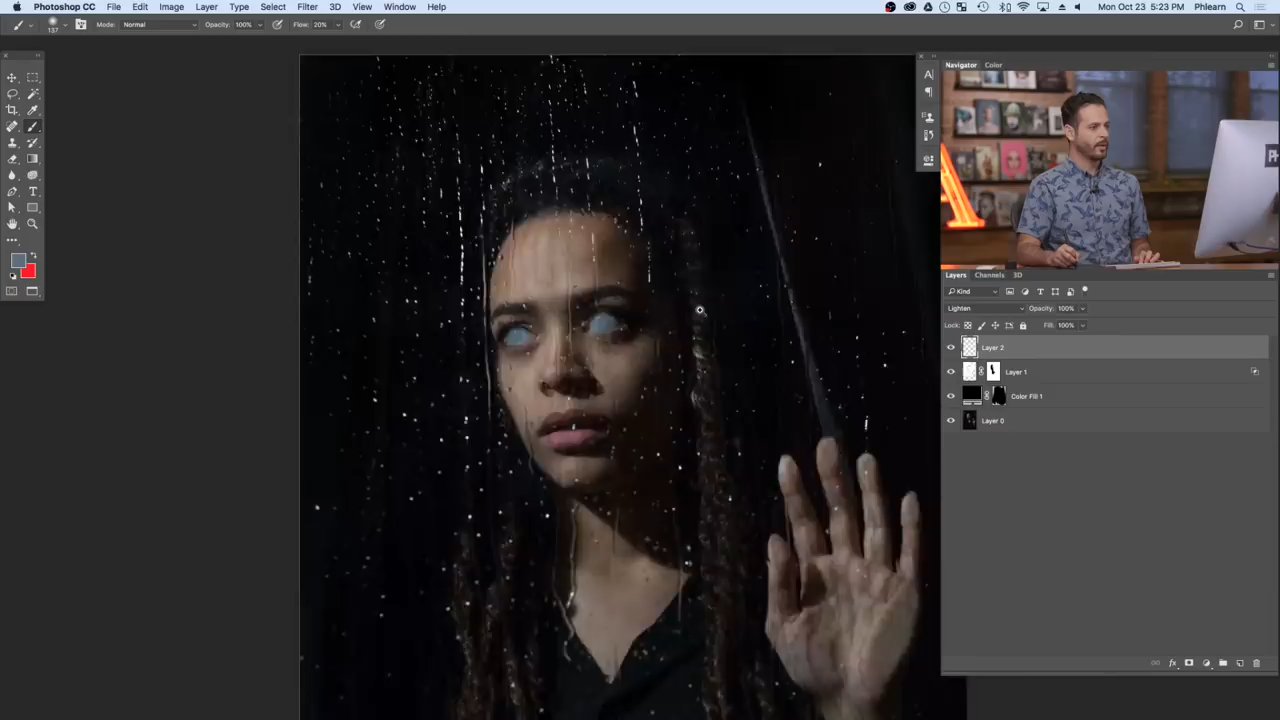 Photoshop CC File Edit Image Layer Type Select Filter 3D View Window Help Mon Oct 23 5:23 PM Phlearn
137 Mode: Normal Opacity: 100% Flow: 20%
Navigator Color
Layers Channels 3D
Kind
Lighten Opacity: 100%
Lock: Fill: 100%
Layer 2
Layer 1
Color Fill 1
Layer 0